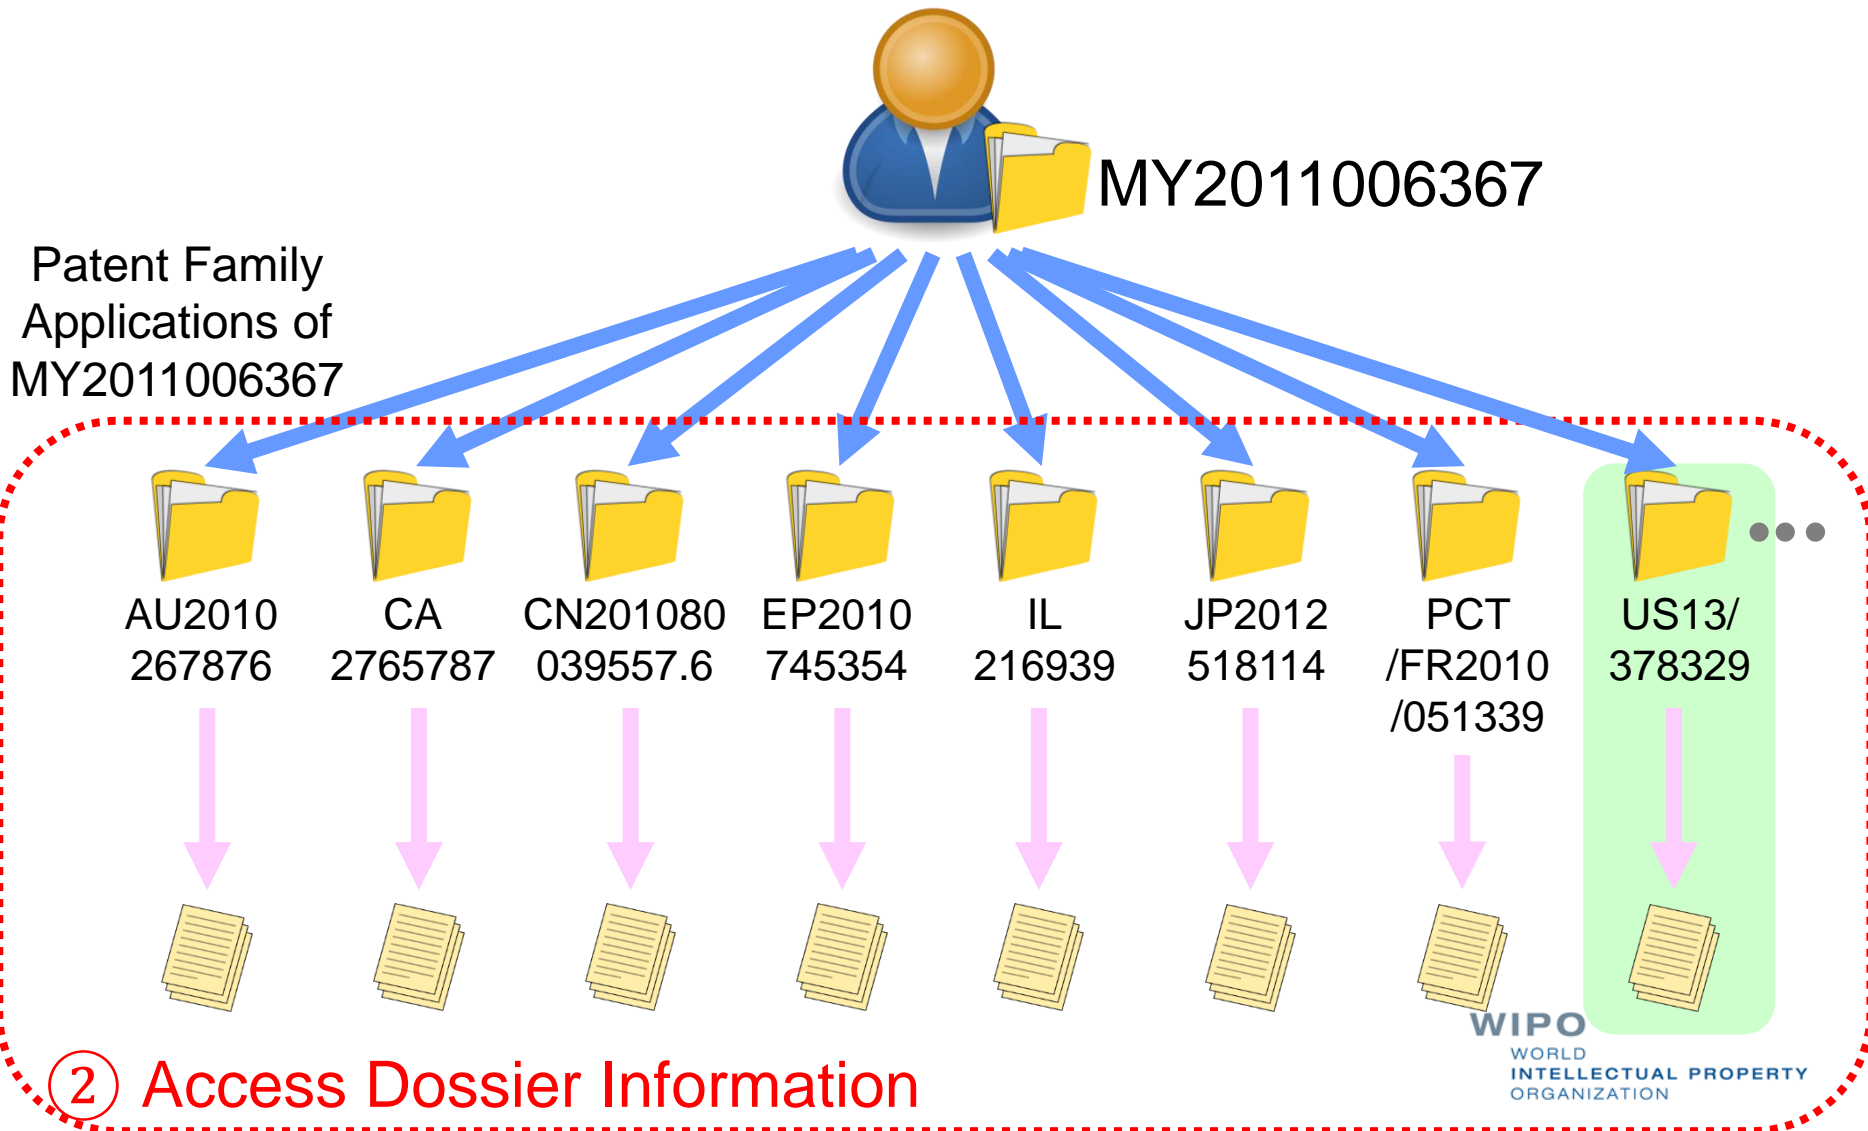 MY2011006367
Patent Family
Applications of
MY2011006367
AU2010
267876
CA
2765787
CN201080
039557.6
EP2010
745354
IL
216939
JP2012
518114
PCT
/FR2010
/051339
US13/
378329
② Access Dossier Information
WIPO
WORLD
INTELLECTUAL PROPERTY
ORGANIZATION